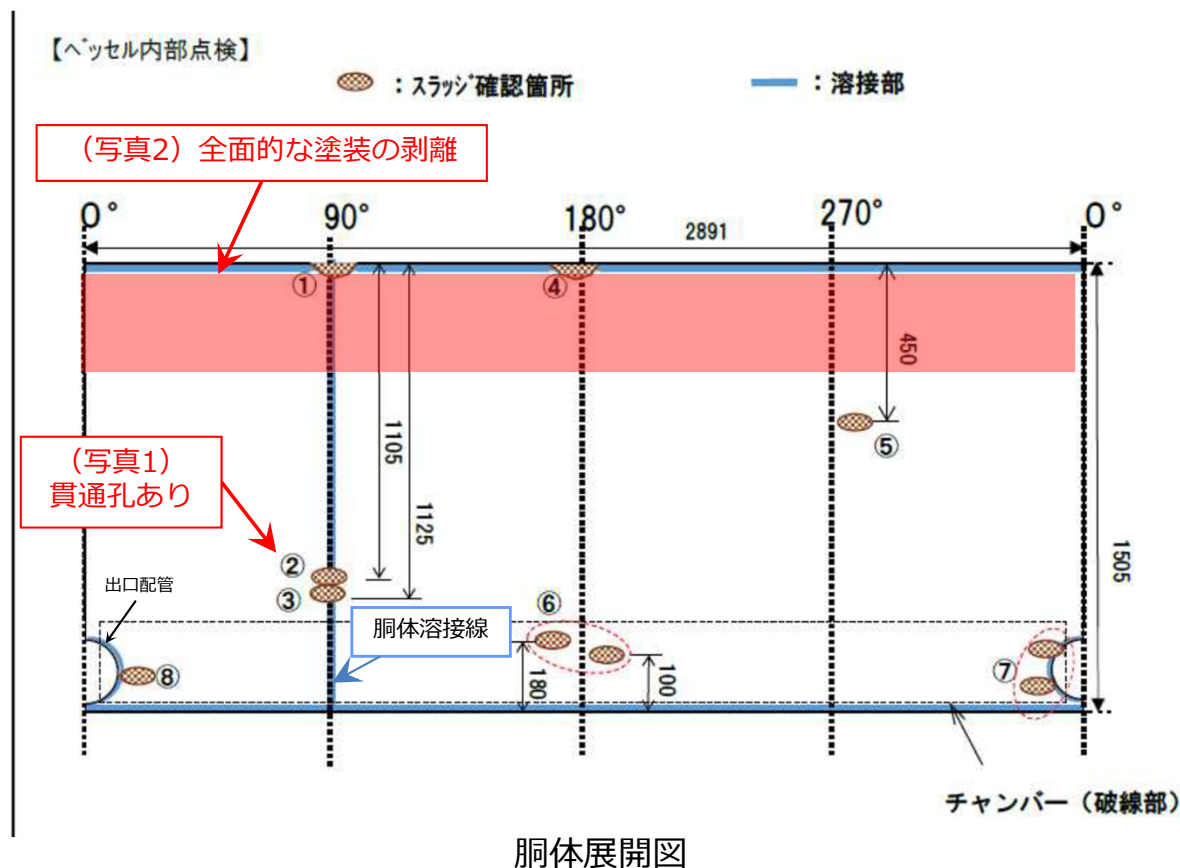 【ﾍﾞｯｾﾙ内部点検】
：ｽﾗｯｼﾞ確認箇所
：溶接部
（写真2）全面的な塗装の剥離
0°
90°
180°
270°
0°
2891
①
④
450
⑤
1105
1125
（写真1）
貫通孔あり
②
③
1505
出口配管
⑥
胴体溶接線
⑧
180
100
⑦
チャンバー（破線部）
胴体展開図